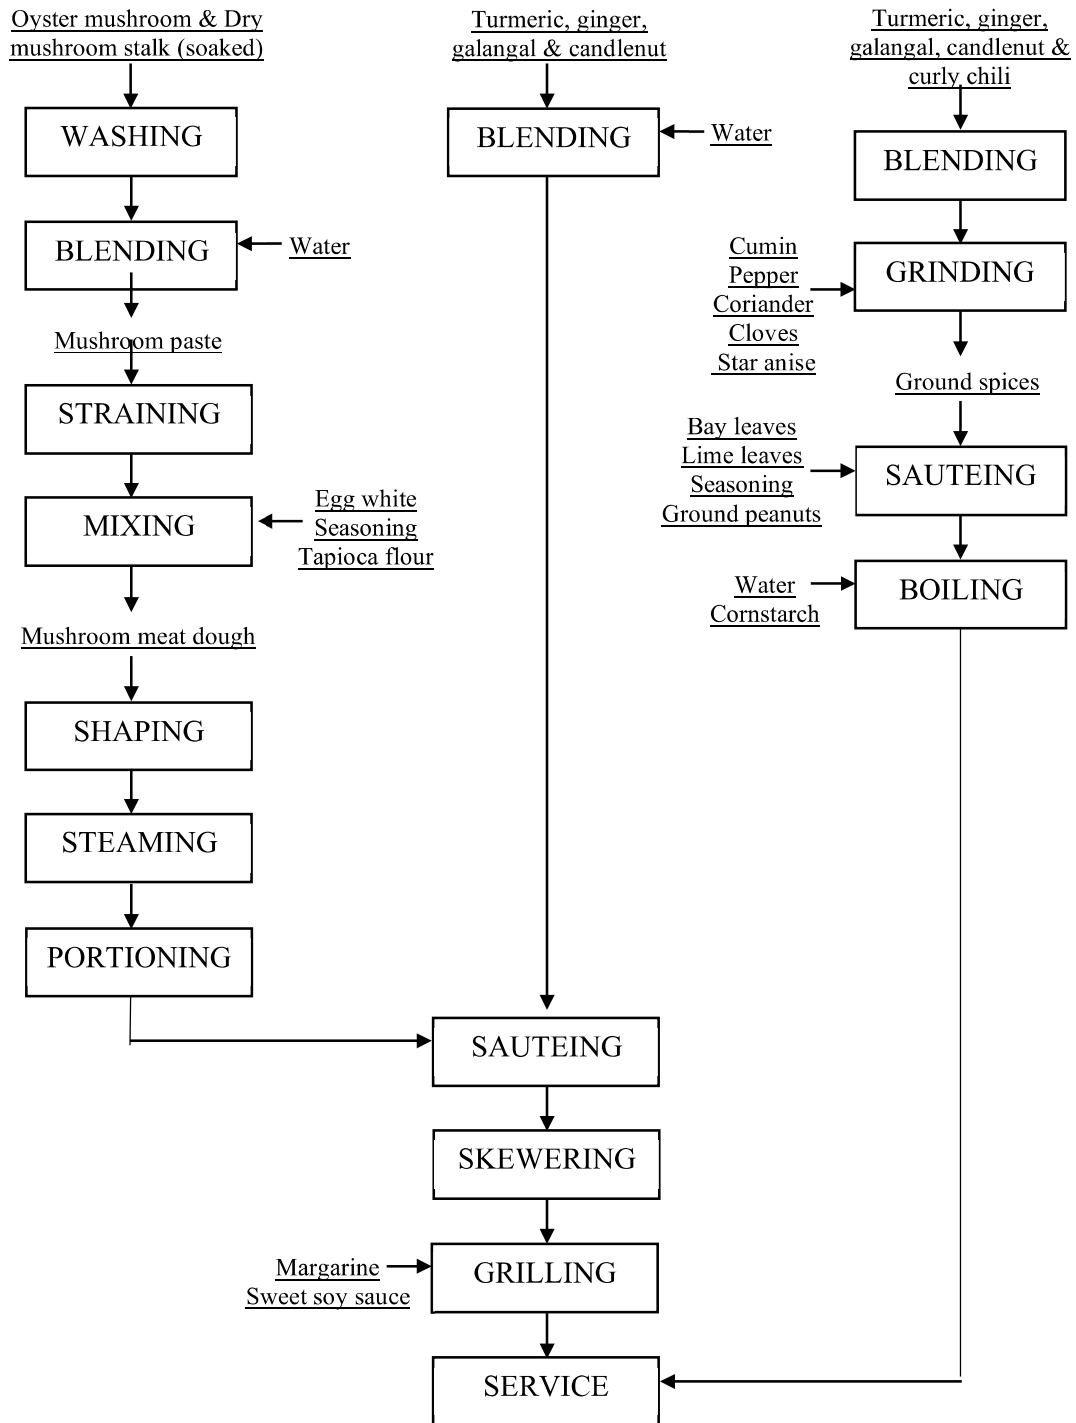 Oyster mushroom & Dry
mushroom stalk (soaked)
WASHING
BLENDING
Water
Mushroom paste
STRAINING
MIXING
Egg white
Seasoning
Tapioca flour
Mushroom meat dough
SHAPING
STEAMING
PORTIONING
Turmeric, ginger,
galangal & candlenut
BLENDING
Water
SAUTEING
SKEWERING
GRILLING
Margarine
Sweet soy sauce
SERVICE
Turmeric, ginger,
galangal, candlenut &
curly chili
BLENDING
GRINDING
Cumin
Pepper
Coriander
Cloves
Star anise
Ground spices
SAUTEING
Bay leaves
Lime leaves
Seasoning
Ground peanuts
BOILING
Water
Cornstarch